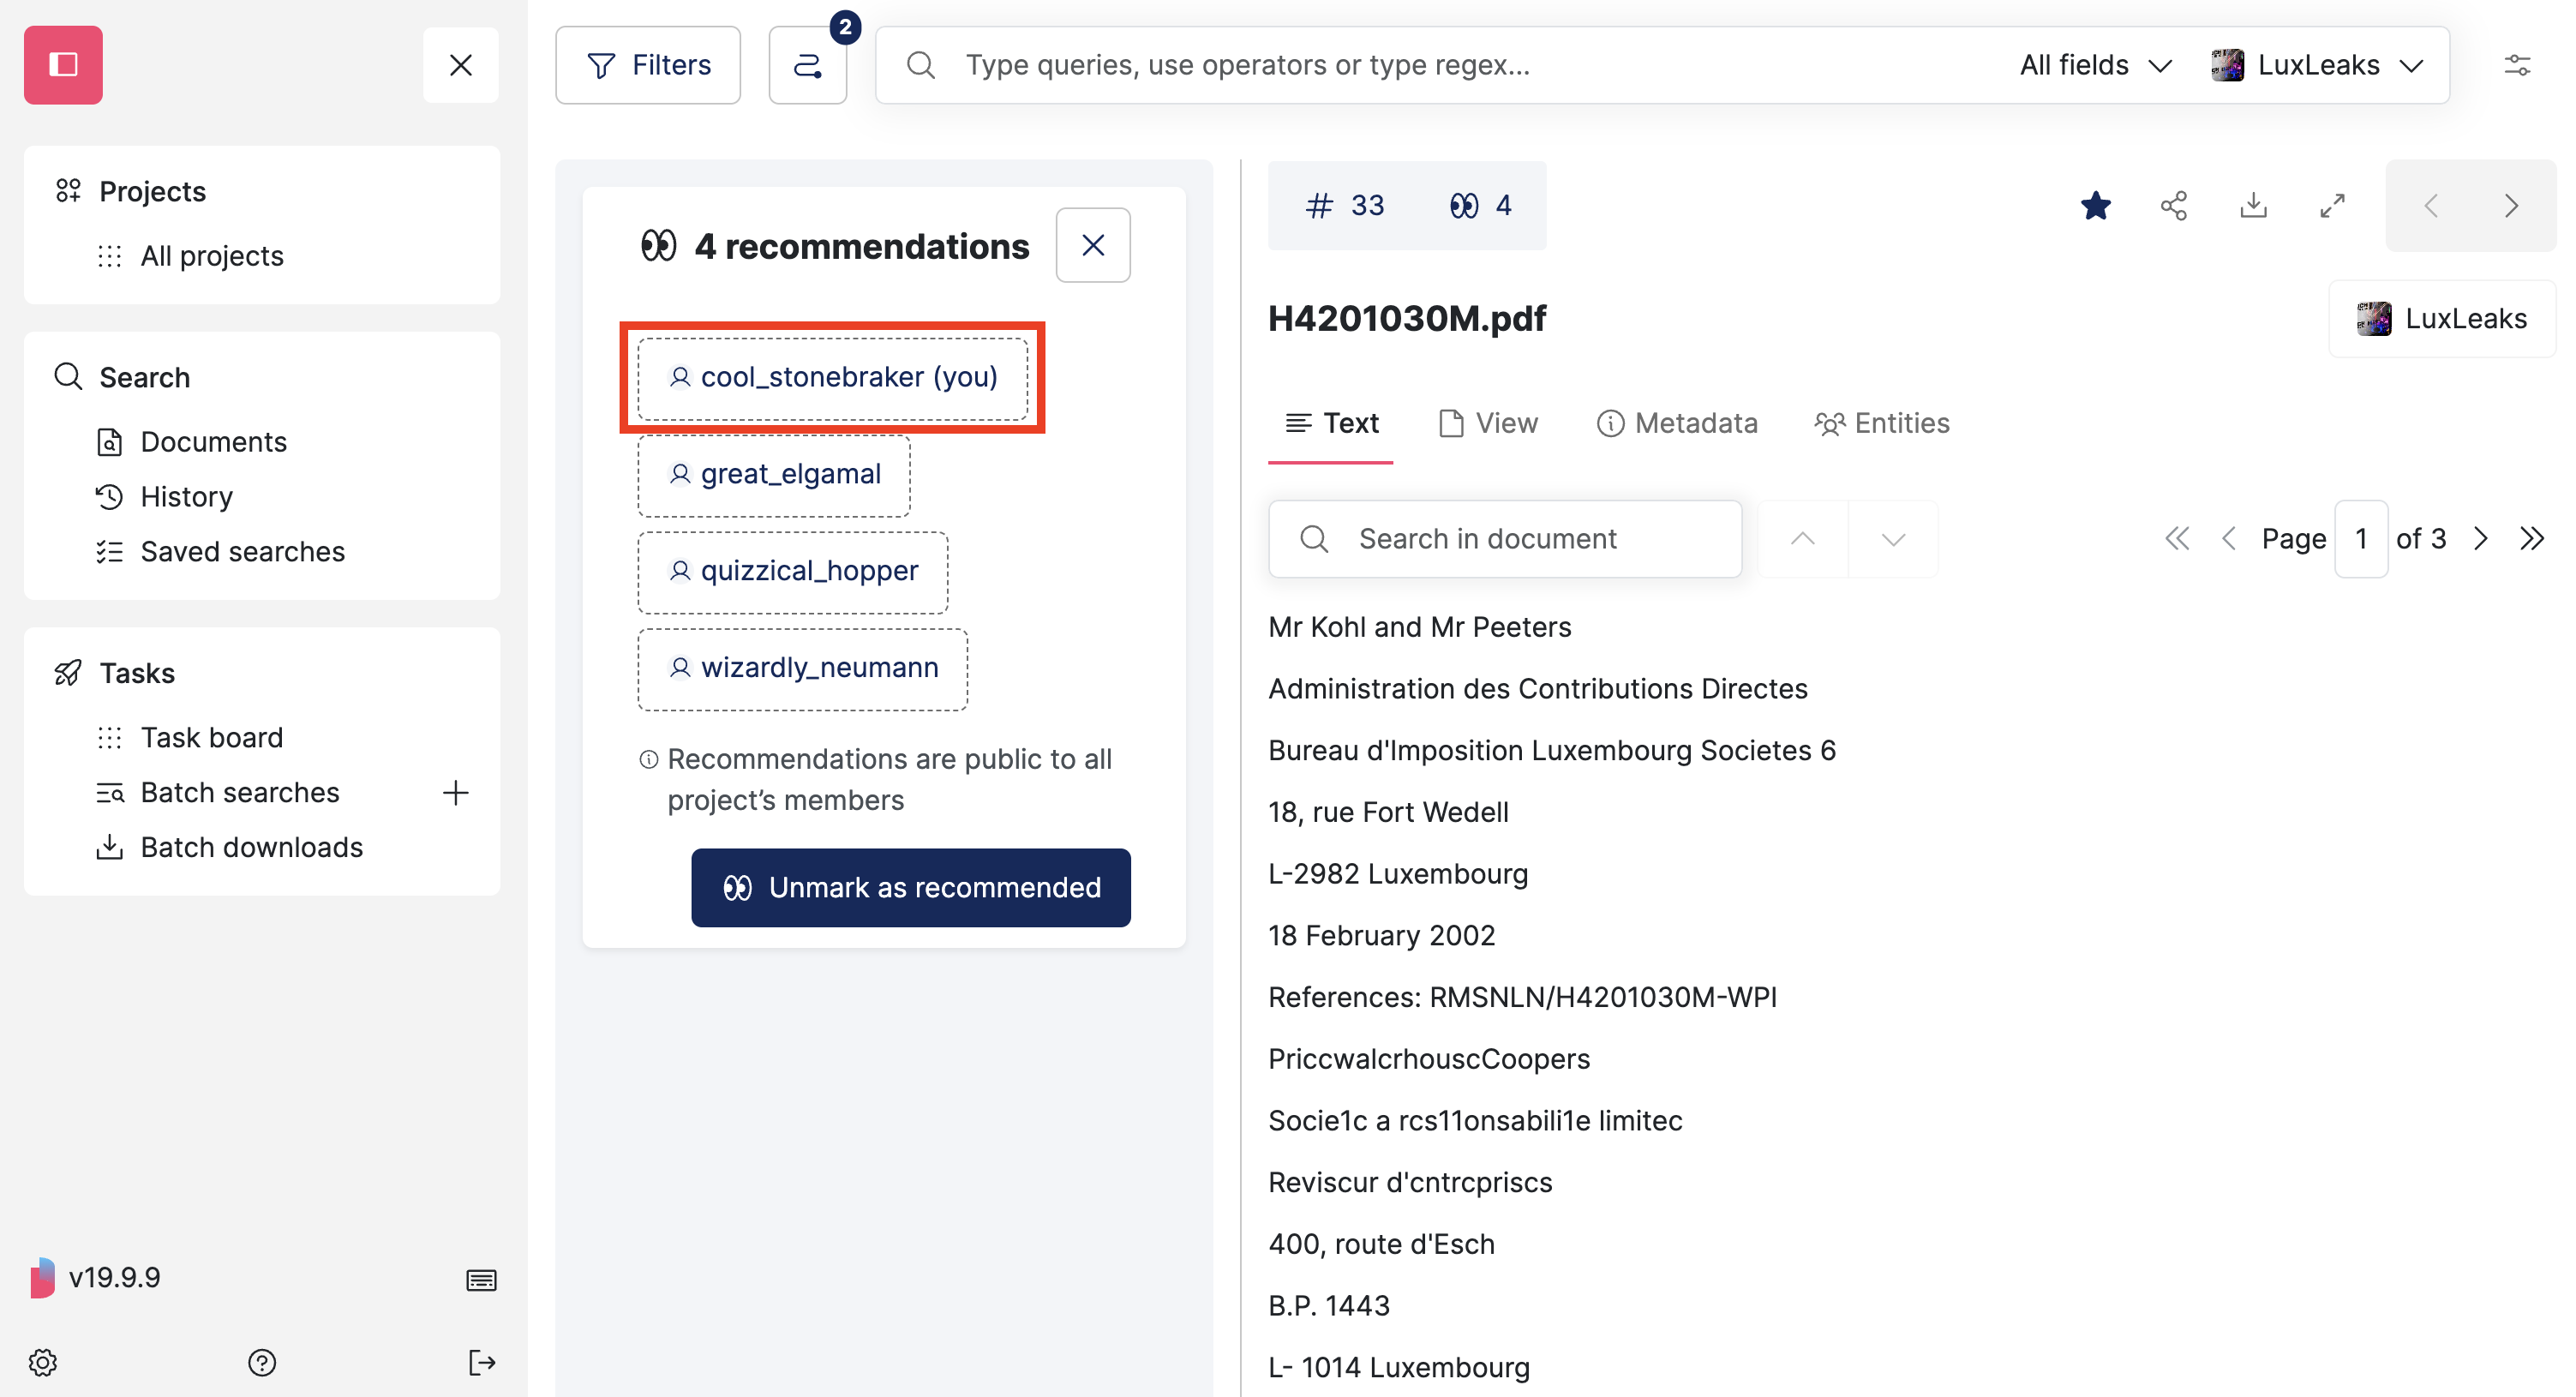 Projects
All projects
Search
Documents
History
Saved searches
Tasks
Task board
Batch searches
Batch downloads
v19.9.9
Filters
2
Type queries, use operators or type regex...
All fields
LuxLeaks
4 recommendations
cool_stonebraker (you)
great_elgamal
quizzical_hopper
wizardly_neumann
Recommendations are public to all
project's members
Unmark as recommended
# 33
4
H4201030M.pdf
LuxLeaks
Text
View
Metadata
Entities
Search in document
Page 1 of 3
Mr Kohl and Mr Peeters
Administration des Contributions Directes
Bureau d'Imposition Luxembourg Societes 6
18, rue Fort Wedell
L-2982 Luxembourg
18 February 2002
References: RMSNLN/H4201030M-WPI
PriccwalcrhouscCoopers
Socie1c a rcs11onsabili1e limitec
Reviscur d'cntrcpriscs
400, route d'Esch
B.P. 1443
L- 1014 Luxembourg